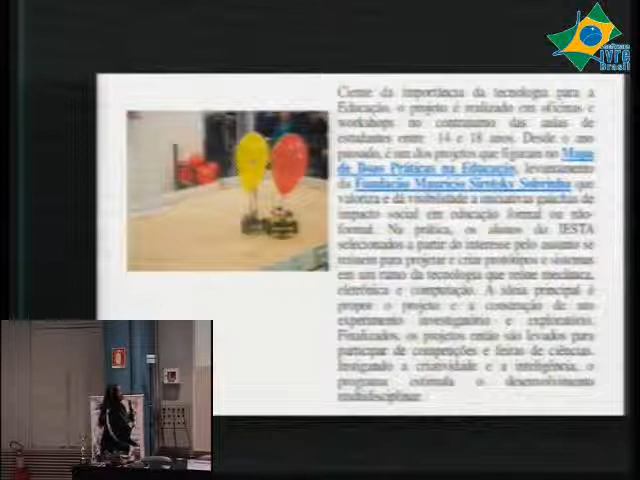 software
livre
Brasil
Ciente da importância da tecnologia para a
Educação, o projeto é realizado em oficinas e
workshops no contraturno das aulas de
estudantes entre 14 e 18 anos. Desde o ano
passado, é um dos projetos que figuram no Mapa
de Boas Práticas na Educação, levantamento
da Fundação Maurício Sirotsky Sobrinho que
valoriza e dá visibilidade a iniciativas gaúchas de
impacto social em educação formal ou não-
formal. Na prática, os alunos do IESTA
selecionados a partir do interesse pelo assunto se
reúnem para projetar e criar protótipos e sistemas
em um ramo da tecnologia que reúne mecânica,
eletrônica e computação. A ideia principal é
propor o projeto e a construção de um
experimento investigatório e exploratório.
Finalizados, os projetos então são levados para
participar de competições e feiras de ciências.
Instigando a criatividade e a inteligência, o
programa estimula o desenvolvimento
multidisciplinar.